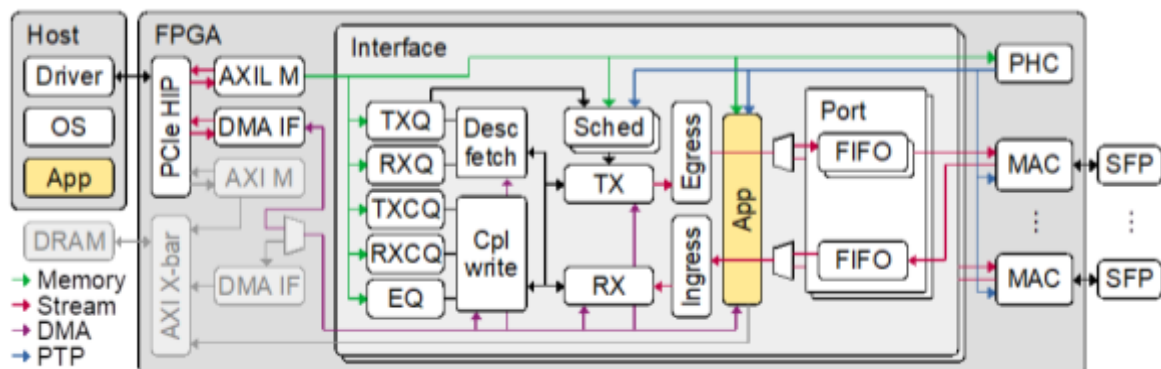 Host
FPGA
Interface
Driver
OS
App
DRAM
PCIe HIP
AXIL M
DMA IF
AXI M
AXI X-bar
DMA IF
TXQ
RXQ
TXCQ
RXCQ
EQ
Desc
fetch
Cpl
write
Sched
TX
RX
Egress
Ingress
App
Port
FIFO
FIFO
PHC
MAC
SFP
...
...
MAC
SFP
Memory
Stream
DMA
PTP